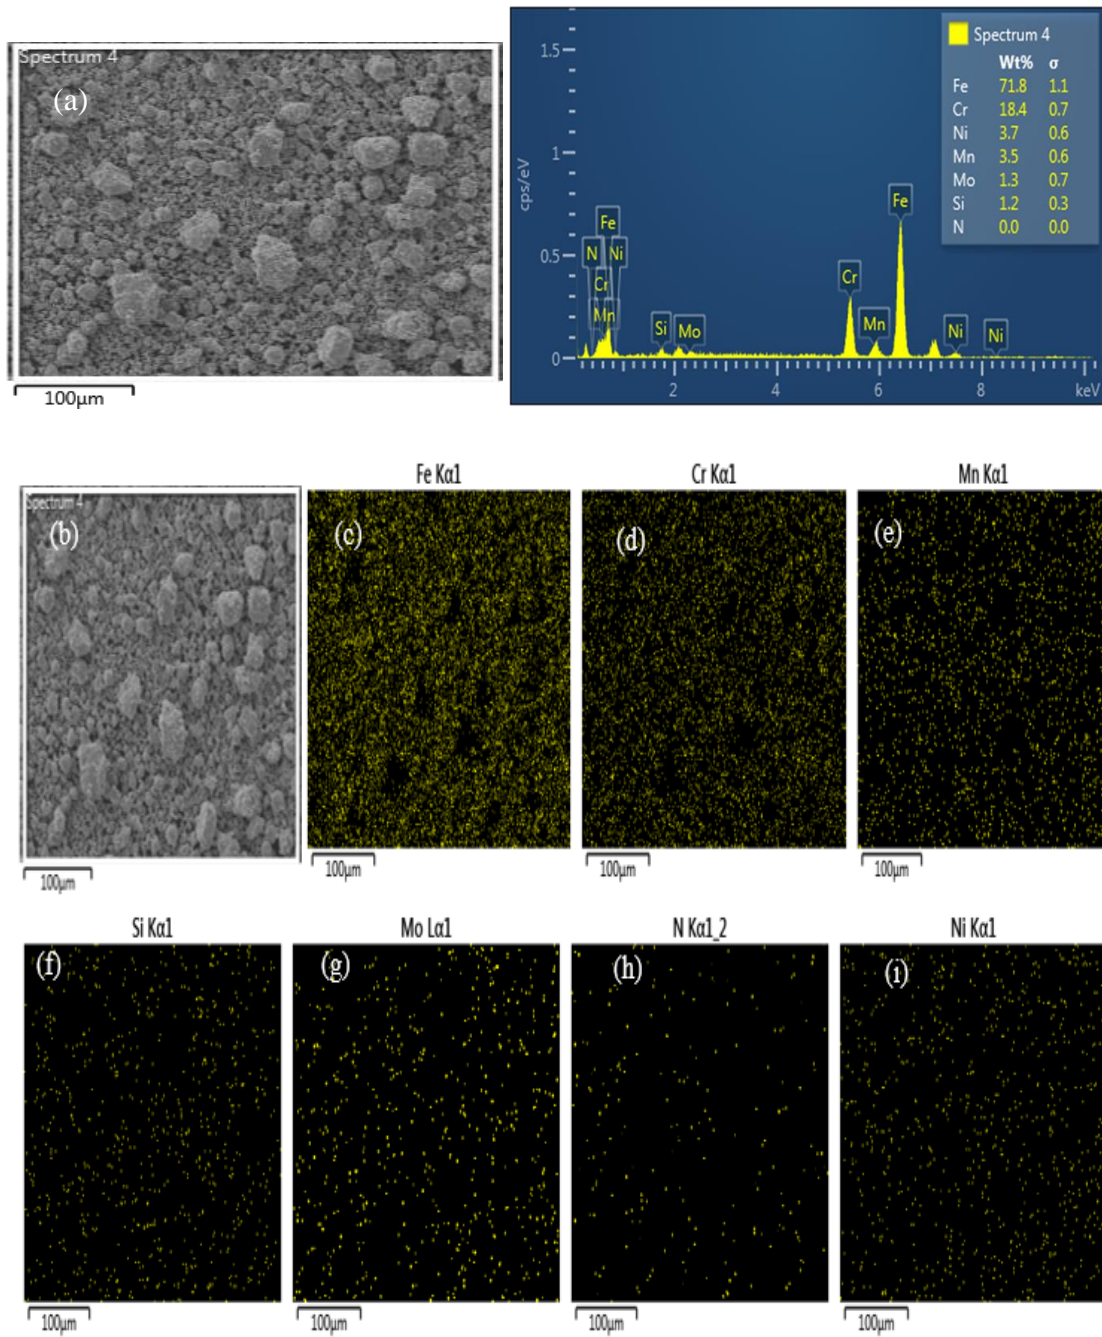 Spectrum 4
(a)
100μm
1.5
1
0.5
0
cps/eV
2
4
6
8
keV
N
Fe
Ni
Cr
Mn
Si
Mo
Cr
Mn
Fe
Ni
Ni
Spectrum 4
Wt% σ
Fe 71.8 1.1
Cr 18.4 0.7
Ni 3.7 0.6
Mn 3.5 0.6
Mo 1.3 0.7
Si 1.2 0.3
N 0.0 0.0
Spectrum 4
(b)
100μm
Fe Kα1
(c)
100μm
Cr Kα1
(d)
100μm
Mn Kα1
(e)
100μm
Si Kα1
(f)
100μm
Mo Lα1
(g)
100μm
N Kα1_2
(h)
100μm
Ni Kα1
(i)
100μm